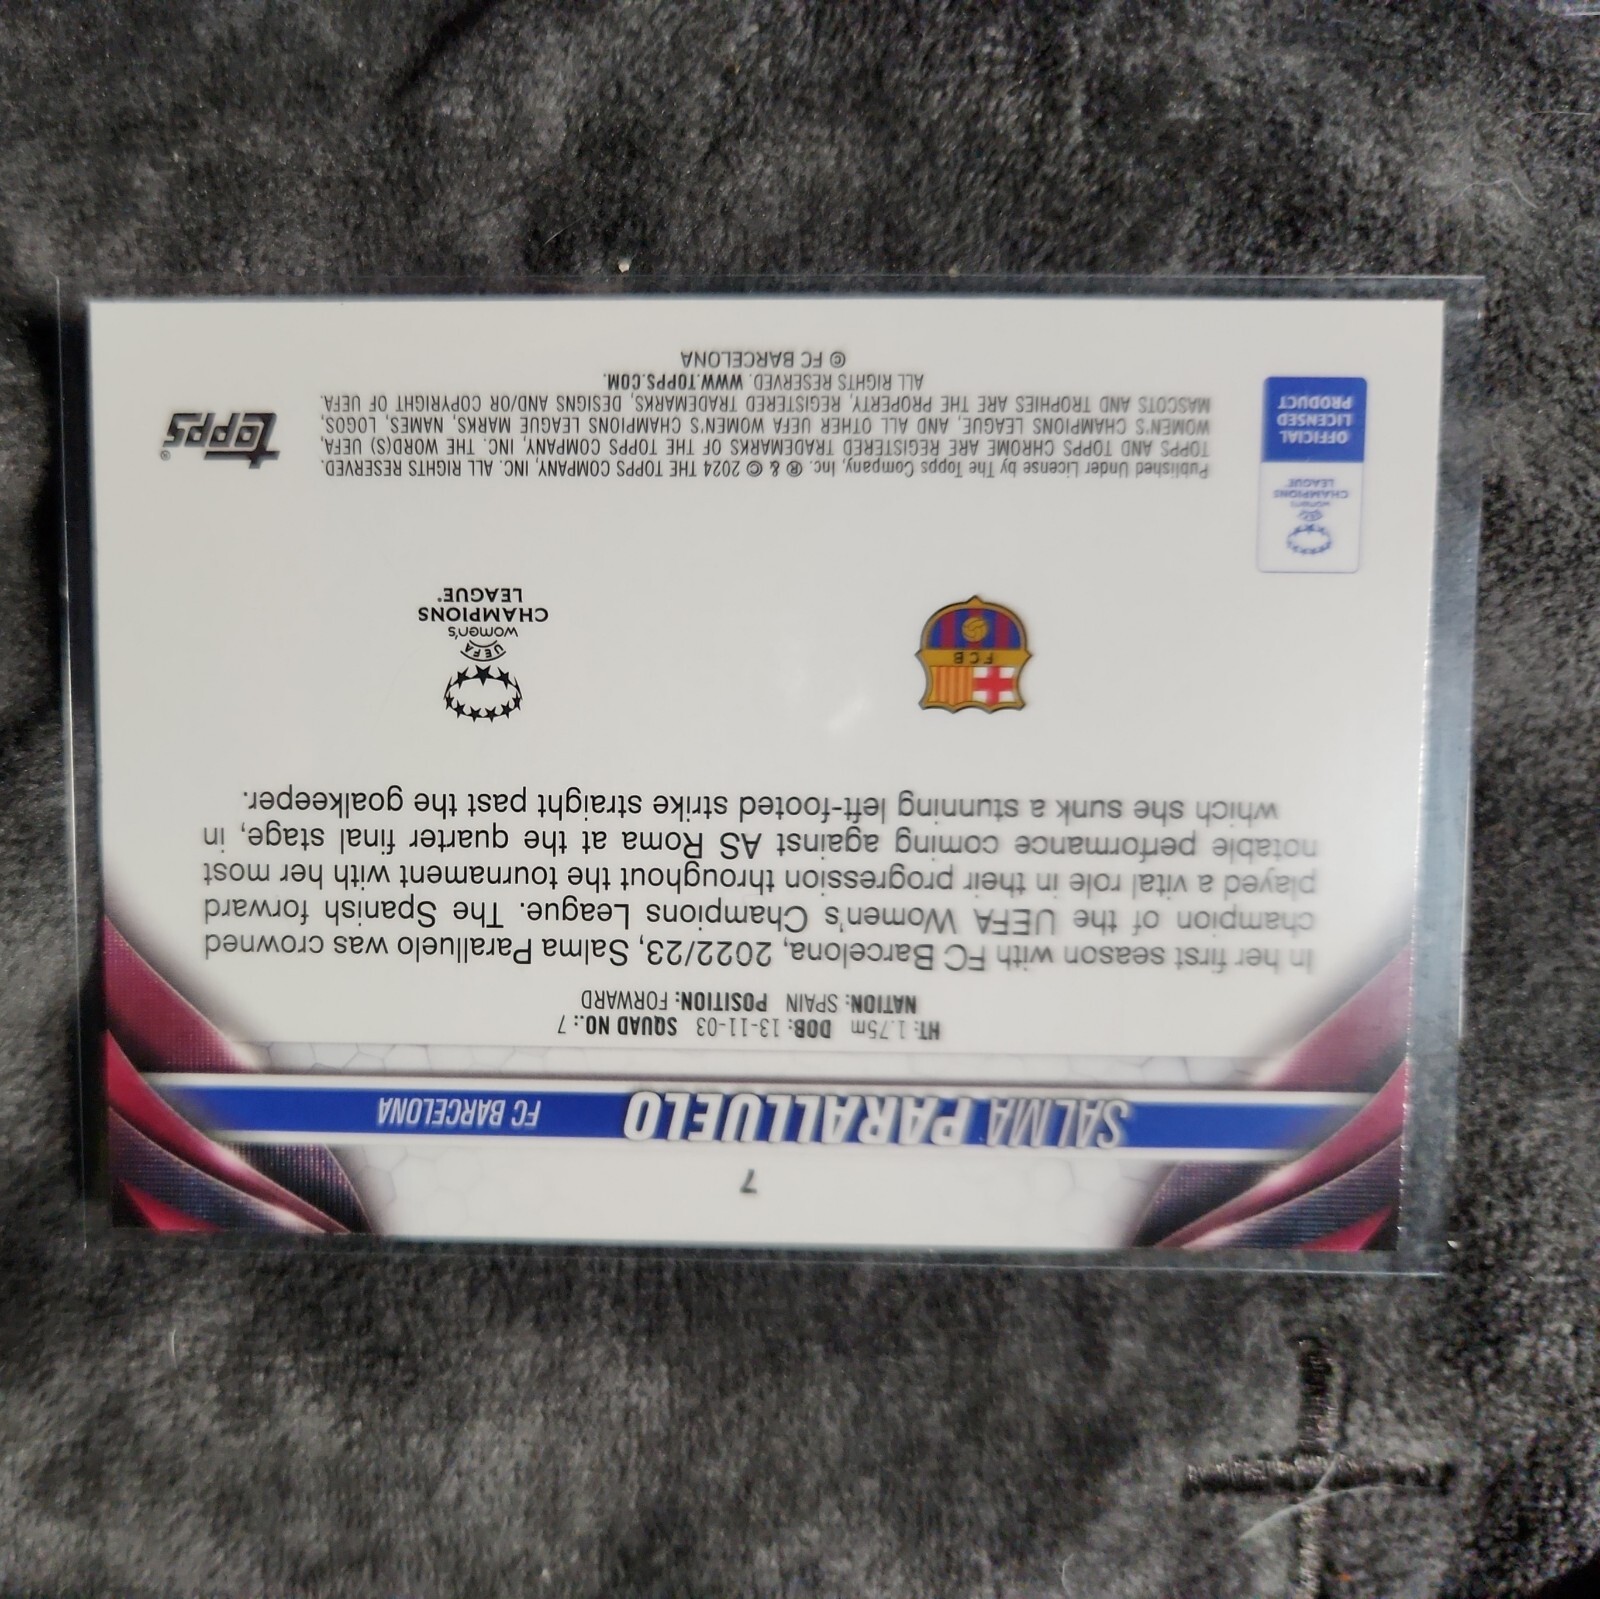 7
SALMA PARALLUELO FC BARCELONA
HT: 1.75m DOB: 13-11-03 SQUAD NO.: 7
NATION: SPAIN POSITION: FORWARD
In her first season with FC Barcelona, 2022/23, Salma Paralluelo was crowned
champion of the UEFA Women's Champions League. The Spanish forward
played a vital role in their progression throughout the tournament with her most
notable performance coming against AS Roma at the quarter final stage, in
which she sunk a stunning left-footed strike straight past the goalkeeper.
FCB
UEFA
WOMEN'S
CHAMPIONS
LEAGUE®
WOMEN'S
CHAMPIONS
LEAGUE
OFFICIAL
LICENSED
PRODUCT
Published Under License by The Topps Company, Inc. ® & © 2024 THE TOPPS COMPANY, INC. ALL RIGHTS RESERVED.
TOPPS AND TOPPS CHROME ARE REGISTERED TRADEMARKS OF THE TOPPS COMPANY, INC. THE WORD(S) UEFA,
WOMEN'S CHAMPIONS LEAGUE, AND ALL OTHER UEFA WOMEN'S CHAMPIONS LEAGUE MARKS, NAMES, LOGOS,
MASCOTS AND TROPHIES ARE THE PROPERTY, REGISTERED TRADEMARKS, DESIGNS AND/OR COPYRIGHT OF UEFA.
ALL RIGHTS RESERVED. WWW.TOPPS.COM.
© FC BARCELONA
topps®